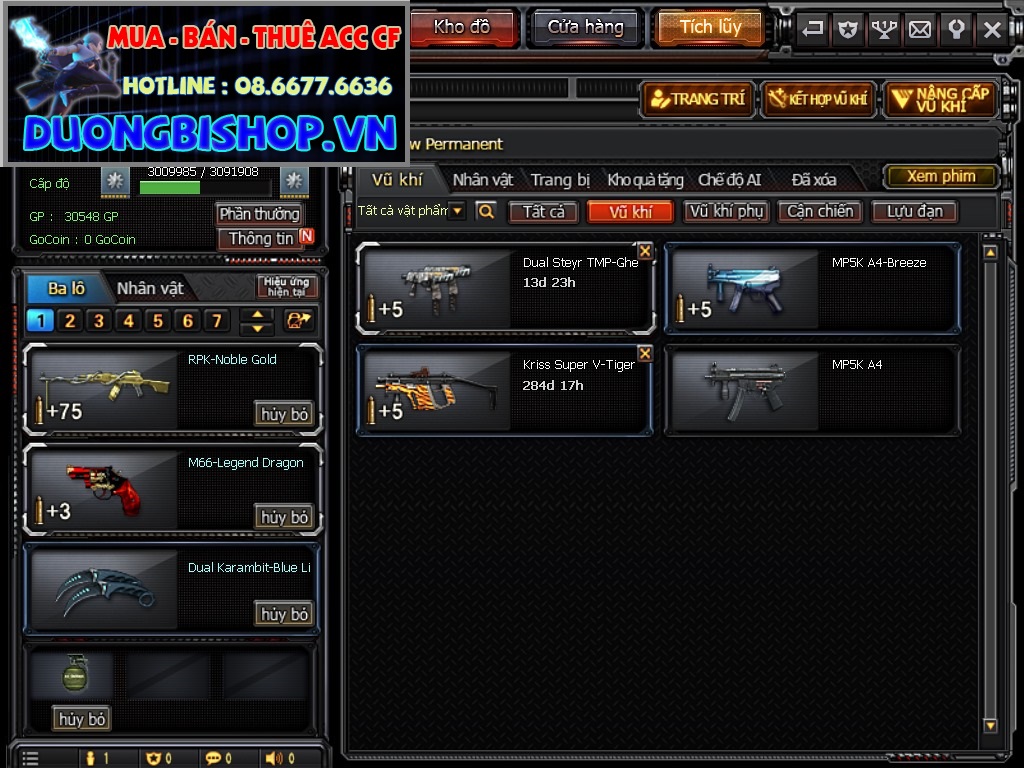 MUA - BÁN - THUÊ ACC CF
HOTLINE : 08.6677.6636
DUONGBISHOP.VN
Kho đồ
Cửa hàng
Tích lũy
TRANG TRÍ
KẾT HỢP VŨ KHÍ
NÂNG CẤP
VŨ KHÍ
Permanent
3009985 / 3091908
Cấp độ
GP : 30548 GP
GoCoin : 0 GoCoin
Phần thưởng
Thông tin
N
Vũ khí
Nhân vật
Trang bị
Kho quà tặng
Chế độ AI
Đã xóa
Xem phim
Tất cả vật phẩm
Tất cả
Vũ khí
Vũ khí phụ
Cận chiến
Lưu đạn
Ba lô
Nhân vật
Hiệu ứng
hiện tại
1 2 3 4 5 6 7
RPK-Noble Gold
+75
hủy bỏ
M66-Legend Dragon
+3
hủy bỏ
Dual Karambit-Blue Li
hủy bỏ
hủy bỏ
1
0
0
0
Dual Steyr TMP-Ghe
13d 23h
+5
MP5K A4-Breeze
+5
Kriss Super V-Tiger
284d 17h
+5
MP5K A4